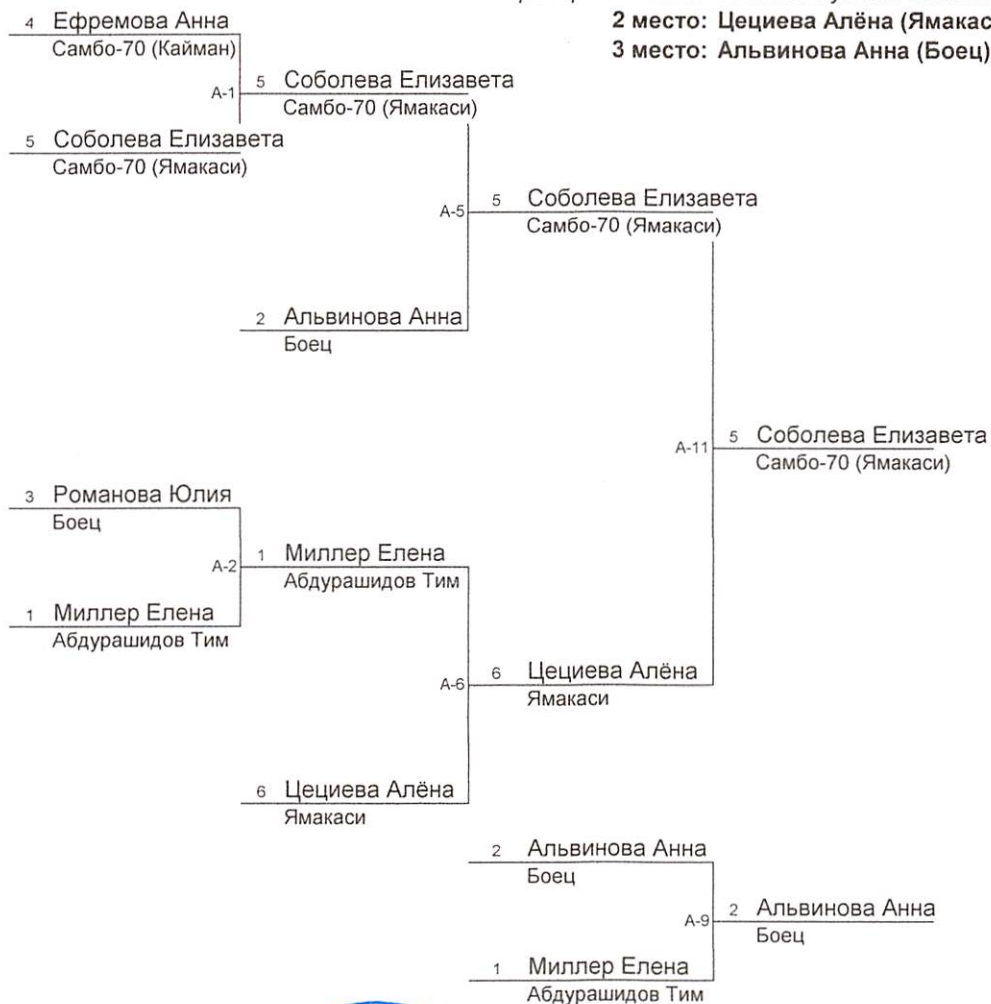 2 место: Цециева Алёна (Ямакас
3 место: Альвинова Анна (Боец)
4 Ефремова Анна
Самбо-70 (Кайман)
А-1
5 Соболева Елизавета
Самбо-70 (Ямакаси)
5 Соболева Елизавета
Самбо-70 (Ямакаси)
А-5
5 Соболева Елизавета
Самбо-70 (Ямакаси)
2 Альвинова Анна
Боец
А-11
5 Соболева Елизавета
Самбо-70 (Ямакаси)
3 Романова Юлия
Боец
А-2
1 Миллер Елена
Абдурашидов Тим
1 Миллер Елена
Абдурашидов Тим
А-6
6 Цециева Алёна
Ямакаси
6 Цециева Алёна
Ямакаси
2 Альвинова Анна
Боец
А-9
2 Альвинова Анна
Боец
1 Миллер Елена
Абдурашидов Тим